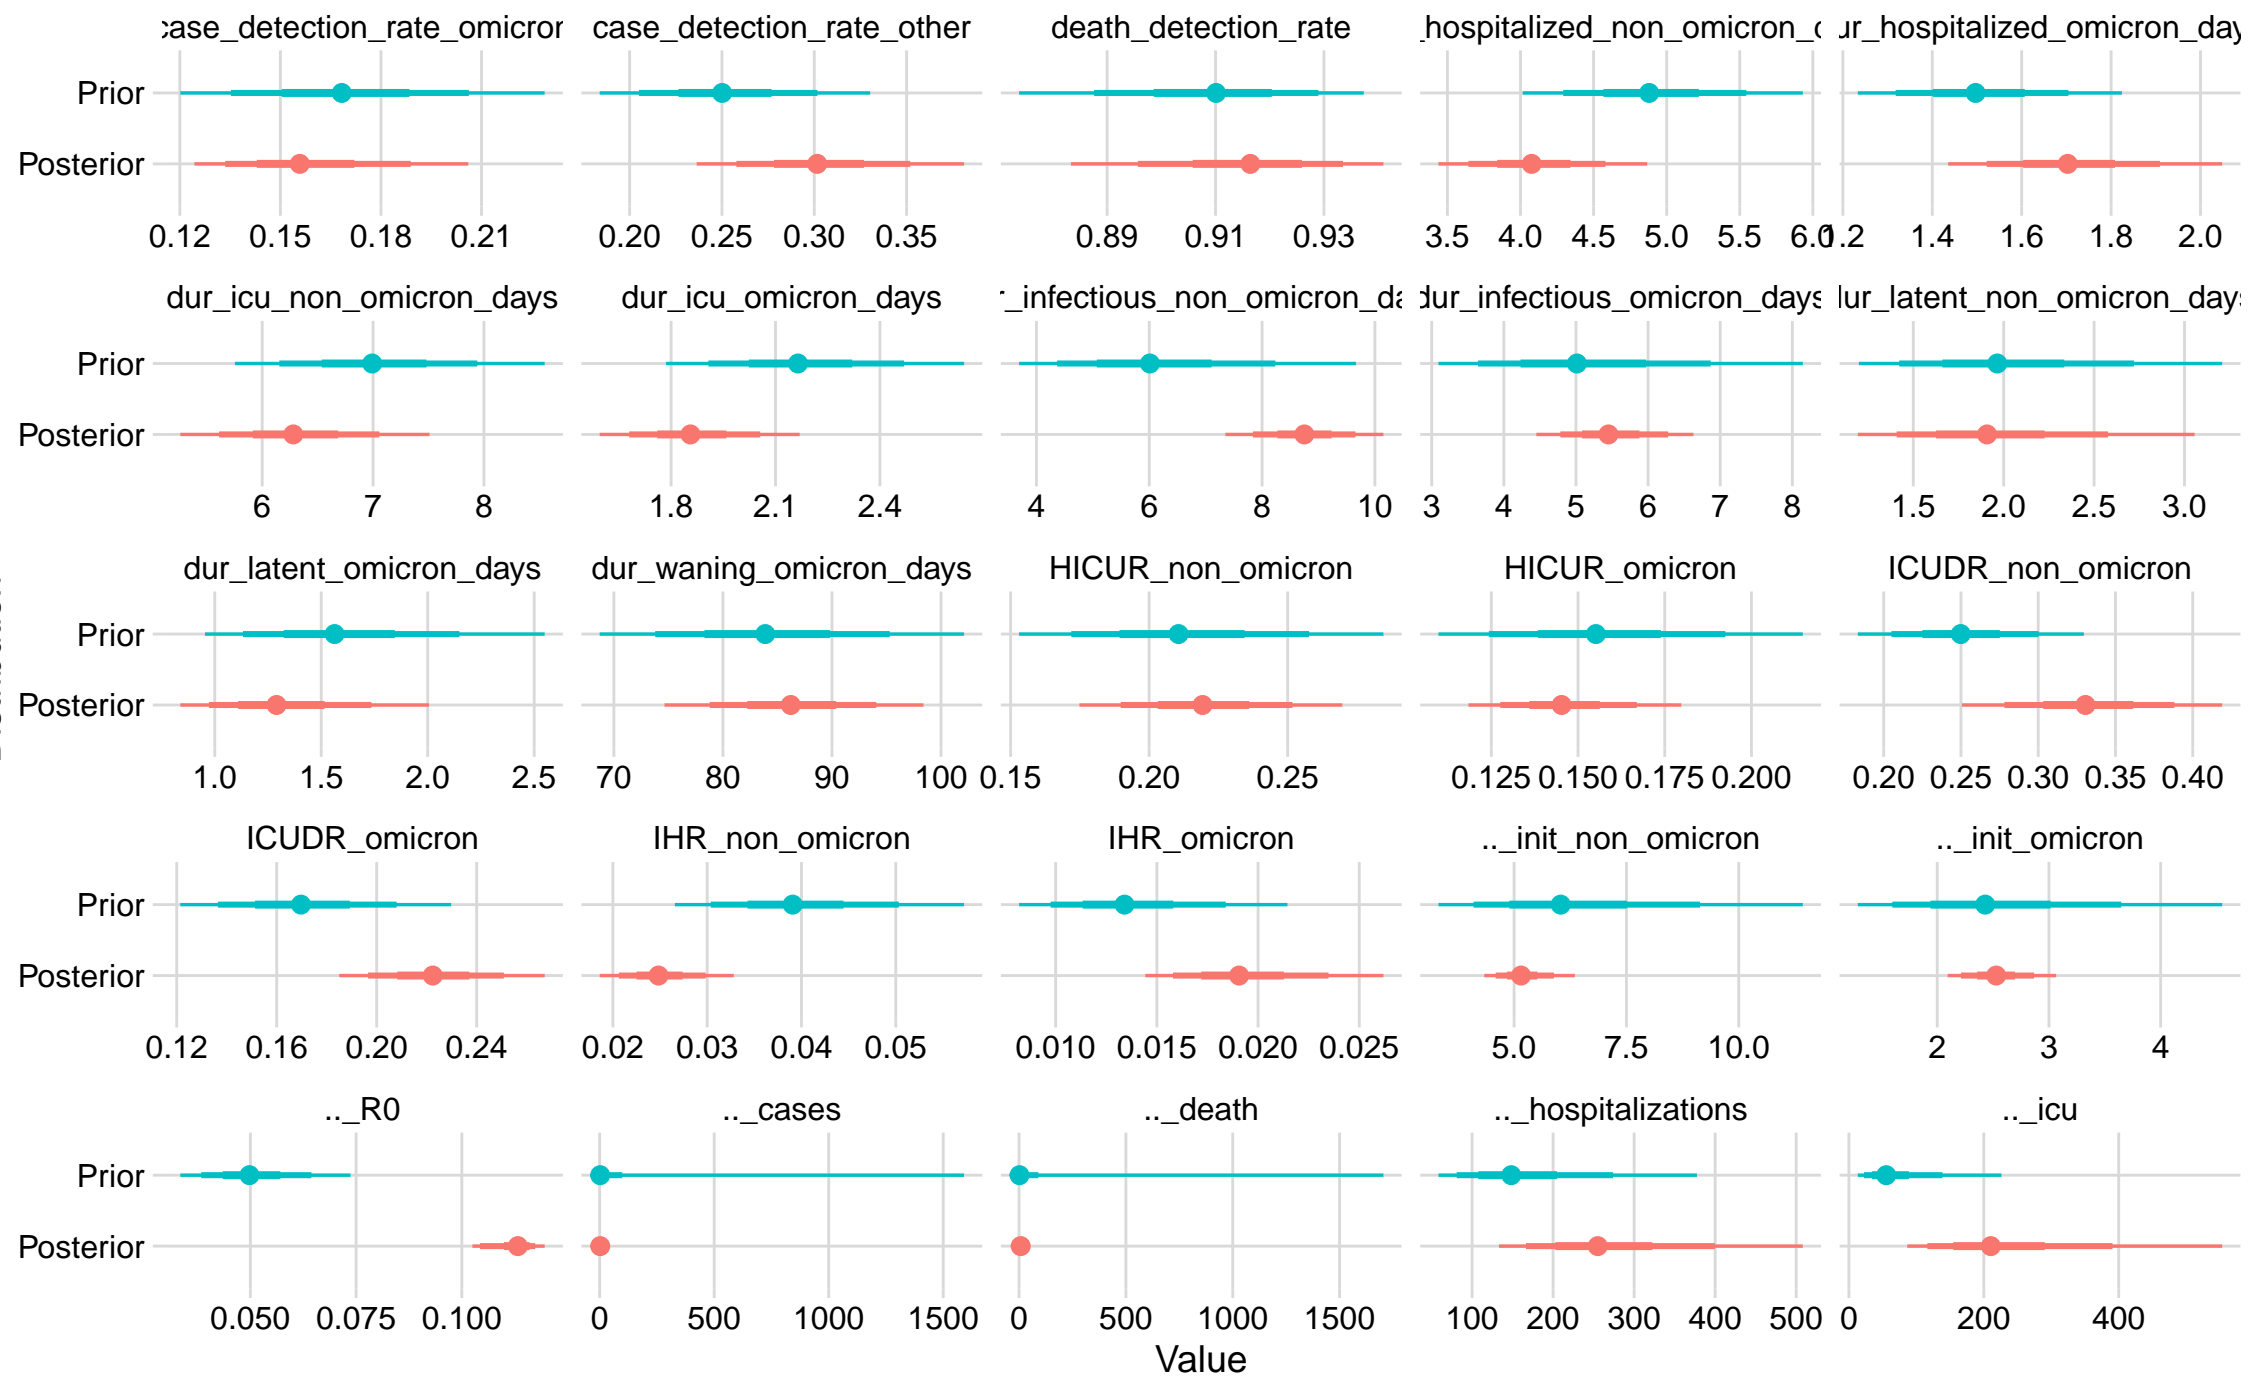 case_detection_rate_omicron case_detection_rate_other death_detection_rate _hospitalized_non_omicron_ ur_hospitalized_omicron_day
Prior
Posterior
0.12 0.15 0.18 0.21 0.20 0.25 0.30 0.35 0.89 0.91 0.93 3.5 4.0 4.5 5.0 5.5 6.0 1.2 1.4 1.6 1.8 2.0
dur_icu_non_omicron_days dur_icu_omicron_days r_infectious_non_omicron_da dur_infectious_omicron_days dur_latent_non_omicron_days
Prior
Posterior
6 7 8 1.8 2.1 2.4 4 6 8 10 3 4 5 6 7 8 1.5 2.0 2.5 3.0
dur_latent_omicron_days dur_waning_omicron_days HICUR_non_omicron HICUR_omicron ICUDR_non_omicron
Prior
Posterior
1.0 1.5 2.0 2.5 70 80 90 100 0.15 0.20 0.25 0.125 0.150 0.175 0.200 0.20 0.25 0.30 0.35 0.40
ICUDR_omicron IHR_non_omicron IHR_omicron .._init_non_omicron .._init_omicron
Prior
Posterior
0.12 0.16 0.20 0.24 0.02 0.03 0.04 0.05 0.010 0.015 0.020 0.025 5.0 7.5 10.0 2 3 4
.._R0 .._cases .._death .._hospitalizations .._icu
Prior
Posterior
0.050 0.075 0.100 0 500 1000 1500 0 500 1000 1500 100 200 300 400 500 0 200 400
Value